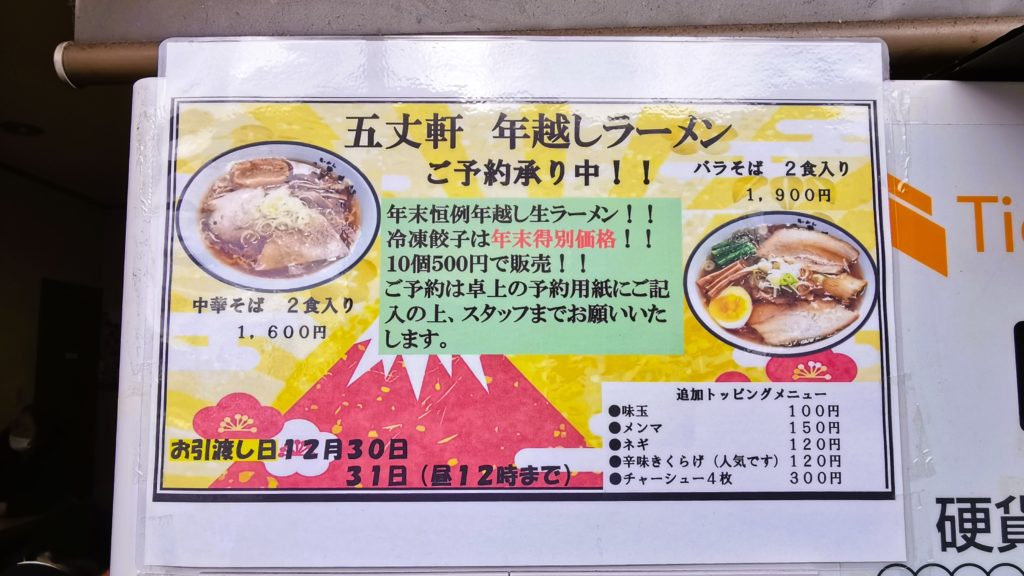 五丈軒 年越しラーメン
ご予約承り中！！
バラそば 2食入り
1,900円
年末恒例年越し生ラーメン！！
冷凍餃子は年末得別価格！！
10個500円で販売！！
ご予約は卓上の予約用紙にご記
入の上、スタッフまでお願いいた
します。
中華そば 2食入り
1,600円
追加トッピングメニュー
●味玉 100円
●メンマ 150円
●ネギ 120円
●辛味きくらげ（人気です） 120円
●チャーシュー4枚 300円
お引渡し日12月30日
31日（昼12時まで）
Ti
硬貨